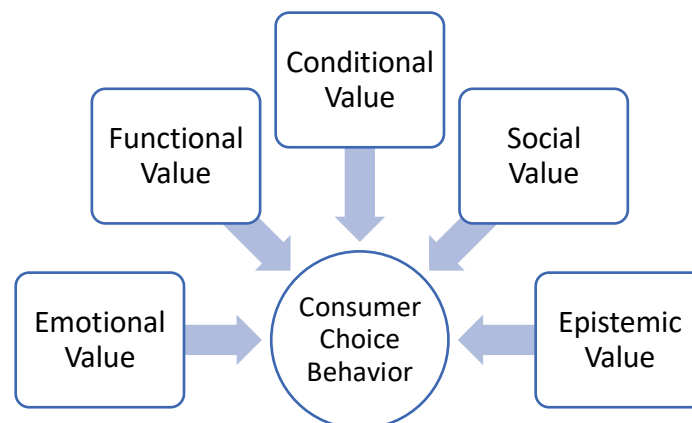 Conditional
Value
Functional
Value
Social
Value
Emotional
Value
Consumer
Choice
Behavior
Epistemic
Value